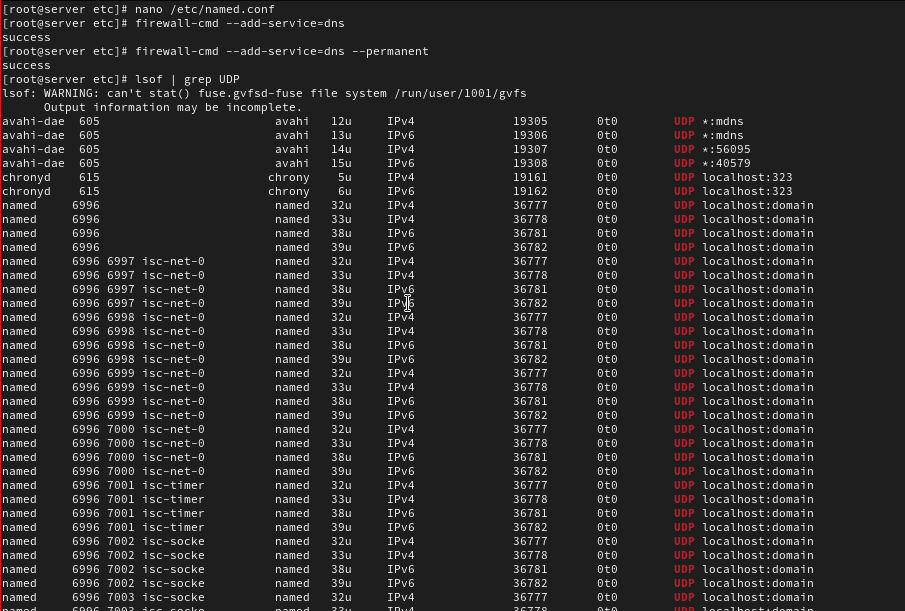 [root@server etc]# nano /etc/named.conf
[root@server etc]# firewall-cmd --add-service=dns
success
[root@server etc]# firewall-cmd --add-service=dns --permanent
success
[root@server etc]# lsof | grep UDP
lsof: WARNING: can't stat() fuse.gvfsd-fuse file system /run/user/1001/gvfs
      Output information may be incomplete.
avahi-dae  605                         avahi   12u     IPv4              19305       0t0        UDP *:mdns
avahi-dae  605                         avahi   13u     IPv6              19306       0t0        UDP *:mdns
avahi-dae  605                         avahi   14u     IPv4              19307       0t0        UDP *:56095
avahi-dae  605                         avahi   15u     IPv6              19308       0t0        UDP *:40579
chronyd    615                        chrony    5u     IPv4              19161       0t0        UDP localhost:323
chronyd    615                        chrony    6u     IPv6              19162       0t0        UDP localhost:323
named     6996                         named   32u     IPv4              36777       0t0        UDP localhost:domain
named     6996                         named   33u     IPv4              36778       0t0        UDP localhost:domain
named     6996                         named   38u     IPv6              36781       0t0        UDP localhost:domain
named     6996                         named   39u     IPv6              36782       0t0        UDP localhost:domain
named     6996 6997 isc-net-0          named   32u     IPv4              36777       0t0        UDP localhost:domain
named     6996 6997 isc-net-0          named   33u     IPv4              36778       0t0        UDP localhost:domain
named     6996 6997 isc-net-0          named   38u     IPv6              36781       0t0        UDP localhost:domain
named     6996 6997 isc-net-0          named   39u     IPv6              36782       0t0        UDP localhost:domain
named     6996 6998 isc-net-0          named   32u     IPv4              36777       0t0        UDP localhost:domain
named     6996 6998 isc-net-0          named   33u     IPv4              36778       0t0        UDP localhost:domain
named     6996 6998 isc-net-0          named   38u     IPv6              36781       0t0        UDP localhost:domain
named     6996 6998 isc-net-0          named   39u     IPv6              36782       0t0        UDP localhost:domain
named     6996 6999 isc-net-0          named   32u     IPv4              36777       0t0        UDP localhost:domain
named     6996 6999 isc-net-0          named   33u     IPv4              36778       0t0        UDP localhost:domain
named     6996 6999 isc-net-0          named   38u     IPv6              36781       0t0        UDP localhost:domain
named     6996 6999 isc-net-0          named   39u     IPv6              36782       0t0        UDP localhost:domain
named     6996 7000 isc-net-0          named   32u     IPv4              36777       0t0        UDP localhost:domain
named     6996 7000 isc-net-0          named   33u     IPv4              36778       0t0        UDP localhost:domain
named     6996 7000 isc-net-0          named   38u     IPv6              36781       0t0        UDP localhost:domain
named     6996 7000 isc-net-0          named   39u     IPv6              36782       0t0        UDP localhost:domain
named     6996 7001 isc-timer          named   32u     IPv4              36777       0t0        UDP localhost:domain
named     6996 7001 isc-timer          named   33u     IPv4              36778       0t0        UDP localhost:domain
named     6996 7001 isc-timer          named   38u     IPv6              36781       0t0        UDP localhost:domain
named     6996 7001 isc-timer          named   39u     IPv6              36782       0t0        UDP localhost:domain
named     6996 7002 isc-socke          named   32u     IPv4              36777       0t0        UDP localhost:domain
named     6996 7002 isc-socke          named   33u     IPv4              36778       0t0        UDP localhost:domain
named     6996 7002 isc-socke          named   38u     IPv6              36781       0t0        UDP localhost:domain
named     6996 7002 isc-socke          named   39u     IPv6              36782       0t0        UDP localhost:domain
named     6996 7003 isc-socke          named   32u     IPv4              36777       0t0        UDP localhost:domain
named     6996 7003 isc-socke          named   33u     IPv4              36778       0t0        UDP localhost:domain